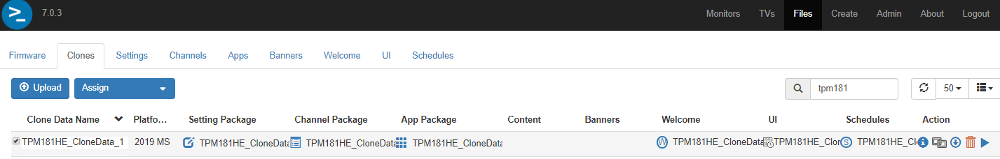 7.0.3 Monitors TVs Files Create Admin About Logout
Firmware Clones Settings Channels Apps Banners Welcome UI Schedules
Upload Assign tpm181 50
Clone Data Name Platfo... Setting Package Channel Package App Package Content Banners Welcome UI Schedules Action
TPM181HE_CloneData_1 2019 MS TPM181HE_CloneData TPM181HE_CloneData TPM181HE_CloneData W TPM181HE_CloneData TPM181HE_Clon S TPM181HE_Cl